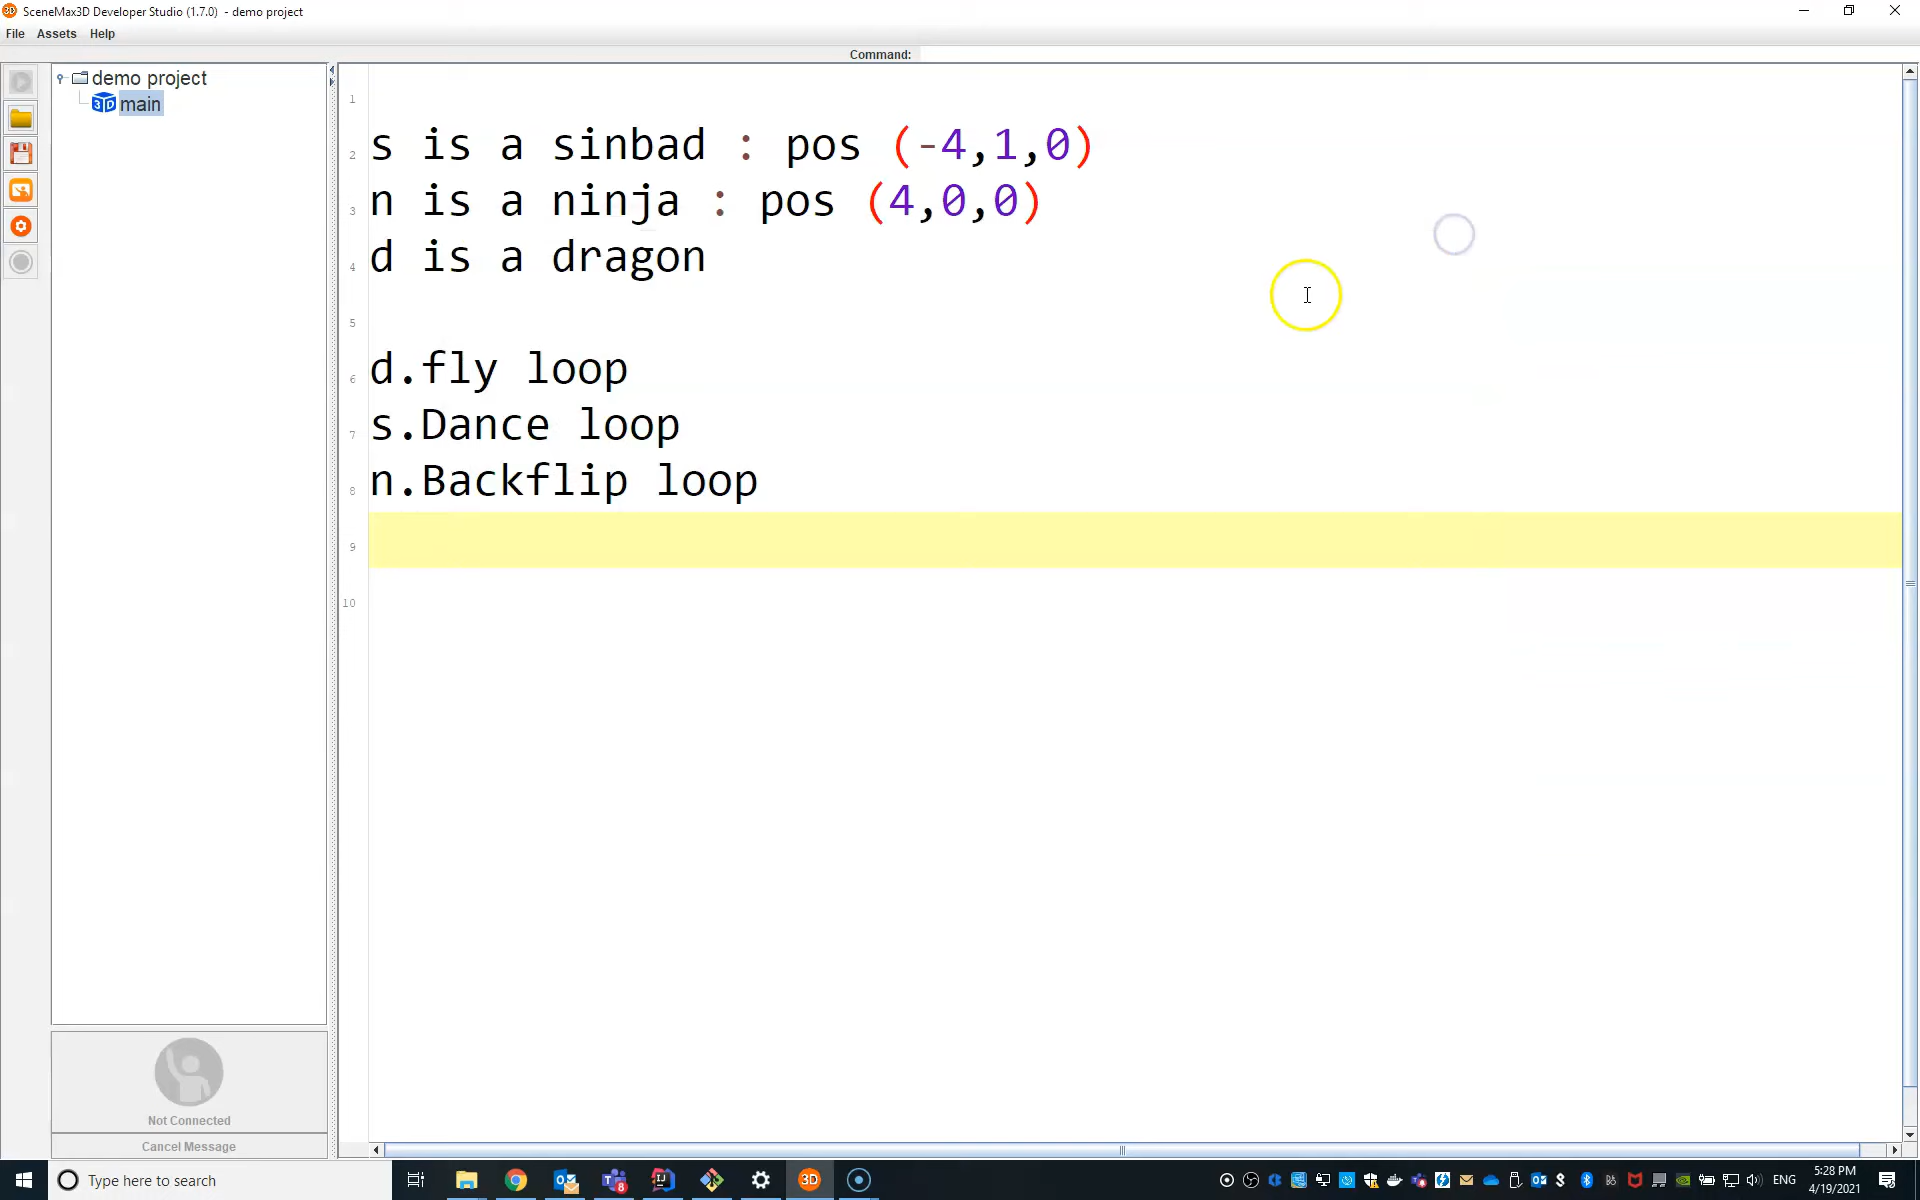 SceneMax3D Developer Studio (1.7.0) - demo project
File Assets Help
Command:
demo project
3D main
1
2 s is a sinbad : pos (-4,1,0)
3 n is a ninja : pos (4,0,0)
4 d is a dragon
5
6 d.fly loop
7 s.Dance loop
8 n.Backflip loop
9
10
Not Connected
Cancel Message
Type here to search
3D
8
ENG
5:28 PM
4/19/2021